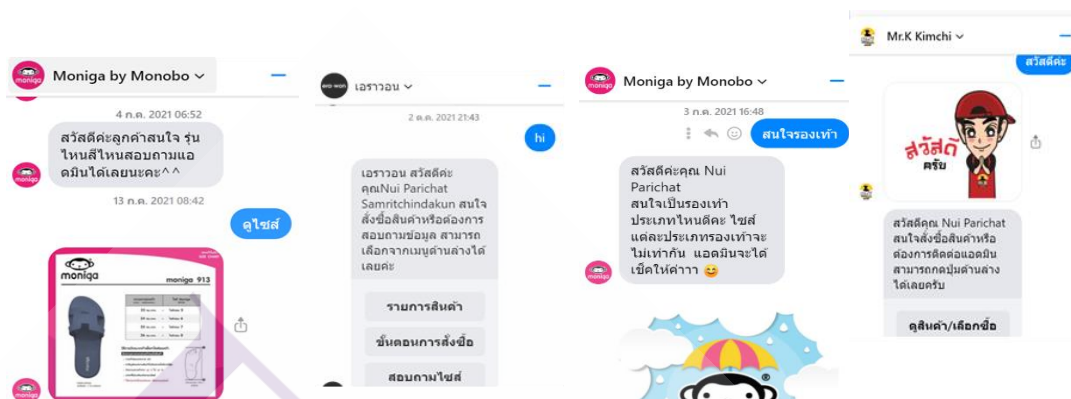 Moniga by Monobo
4 ก.ค. 2021 06:52
สวัสดีค่ะลูกค้าสนใจ รุ่น
ไหนสีไหนสอบถามแอ
ดมินได้เลยนะคะ^^
13 ก.ค. 2021 08:42
ดูไซส์
moniga
moniga 913
เอราวอน
2 ต.ค. 2021 21:43
hi
เอราวอน สวัสดีค่ะ
คุณNui Parichat
Samritchindakun สนใจ
สั่งซื้อสินค้าหรือต้องการ
สอบถามข้อมูล สามารถ
เลือกจากเมนูด้านล่างได้
เลยค่ะ
รายการสินค้า
ขั้นตอนการสั่งซื้อ
สอบถามไซส์
Moniga by Monobo
3 ก.ค. 2021 16:48
สนใจรองเท้า
สวัสดีค่ะคุณ Nui
Parichat
สนใจเป็นรองเท้า
ประเภทไหนดีคะ ไซส์
แต่ละประเภทรองเท้าจะ
ไม่เท่ากัน แอดมินจะได้
เช็คให้ค่าาา 😊
Mr.K Kimchi
สวัสดีค่ะ
สวัสดี
ครับ
สวัสดีคุณ Nui Parichat
สนใจสั่งซื้อสินค้าหรือ
ต้องการติดต่อแอดมิน
สามารถกดปุ่มด้านล่าง
ได้เลยครับ
ดูสินค้า/เลือกซื้อ